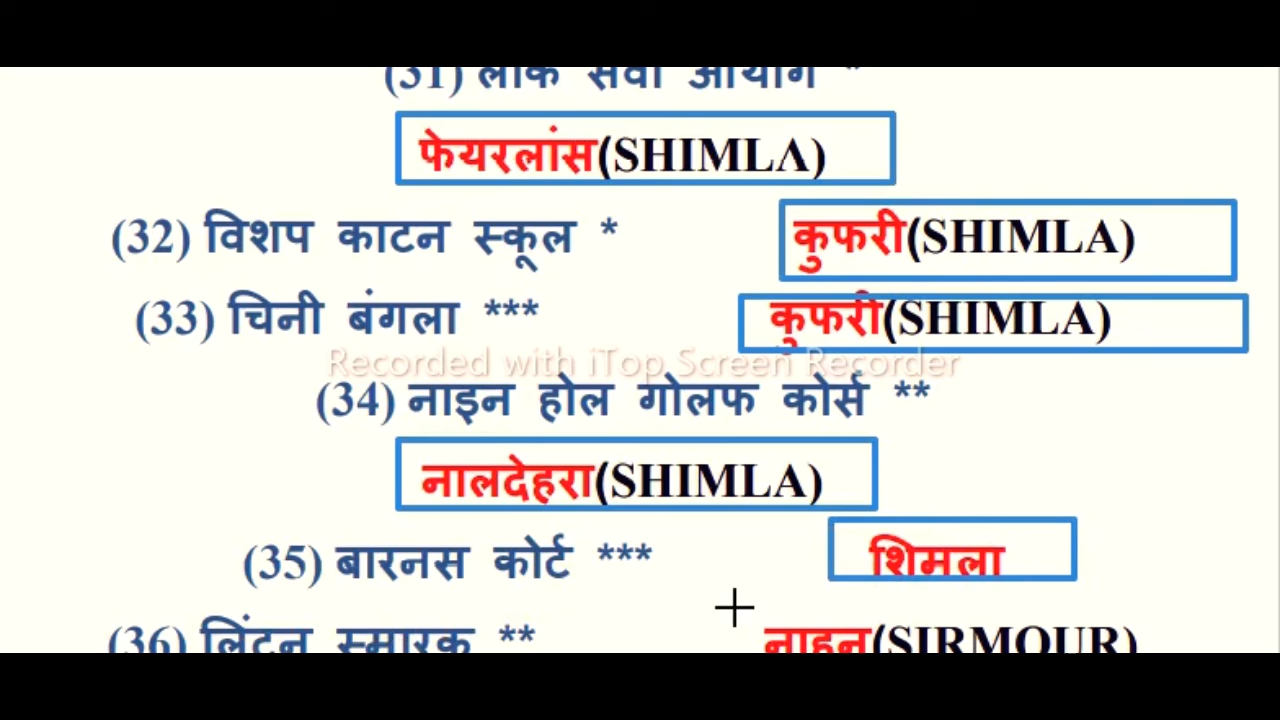 (31) लोक सेवा आयोग *
फेयरलांस(SHIMLA)
(32) विशप काटन स्कूल * कुफरी(SHIMLA)
(33) चिनी बंगला *** कुफरी(SHIMLA)
Recorded with iTop Screen Recorder
(34) नाइन होल गोलफ कोर्स **
नालदेहरा(SHIMLA)
(35) बारनस कोर्ट *** शिमला
(36) लिंटन स्मारक ** नाहन(SIRMOUR)